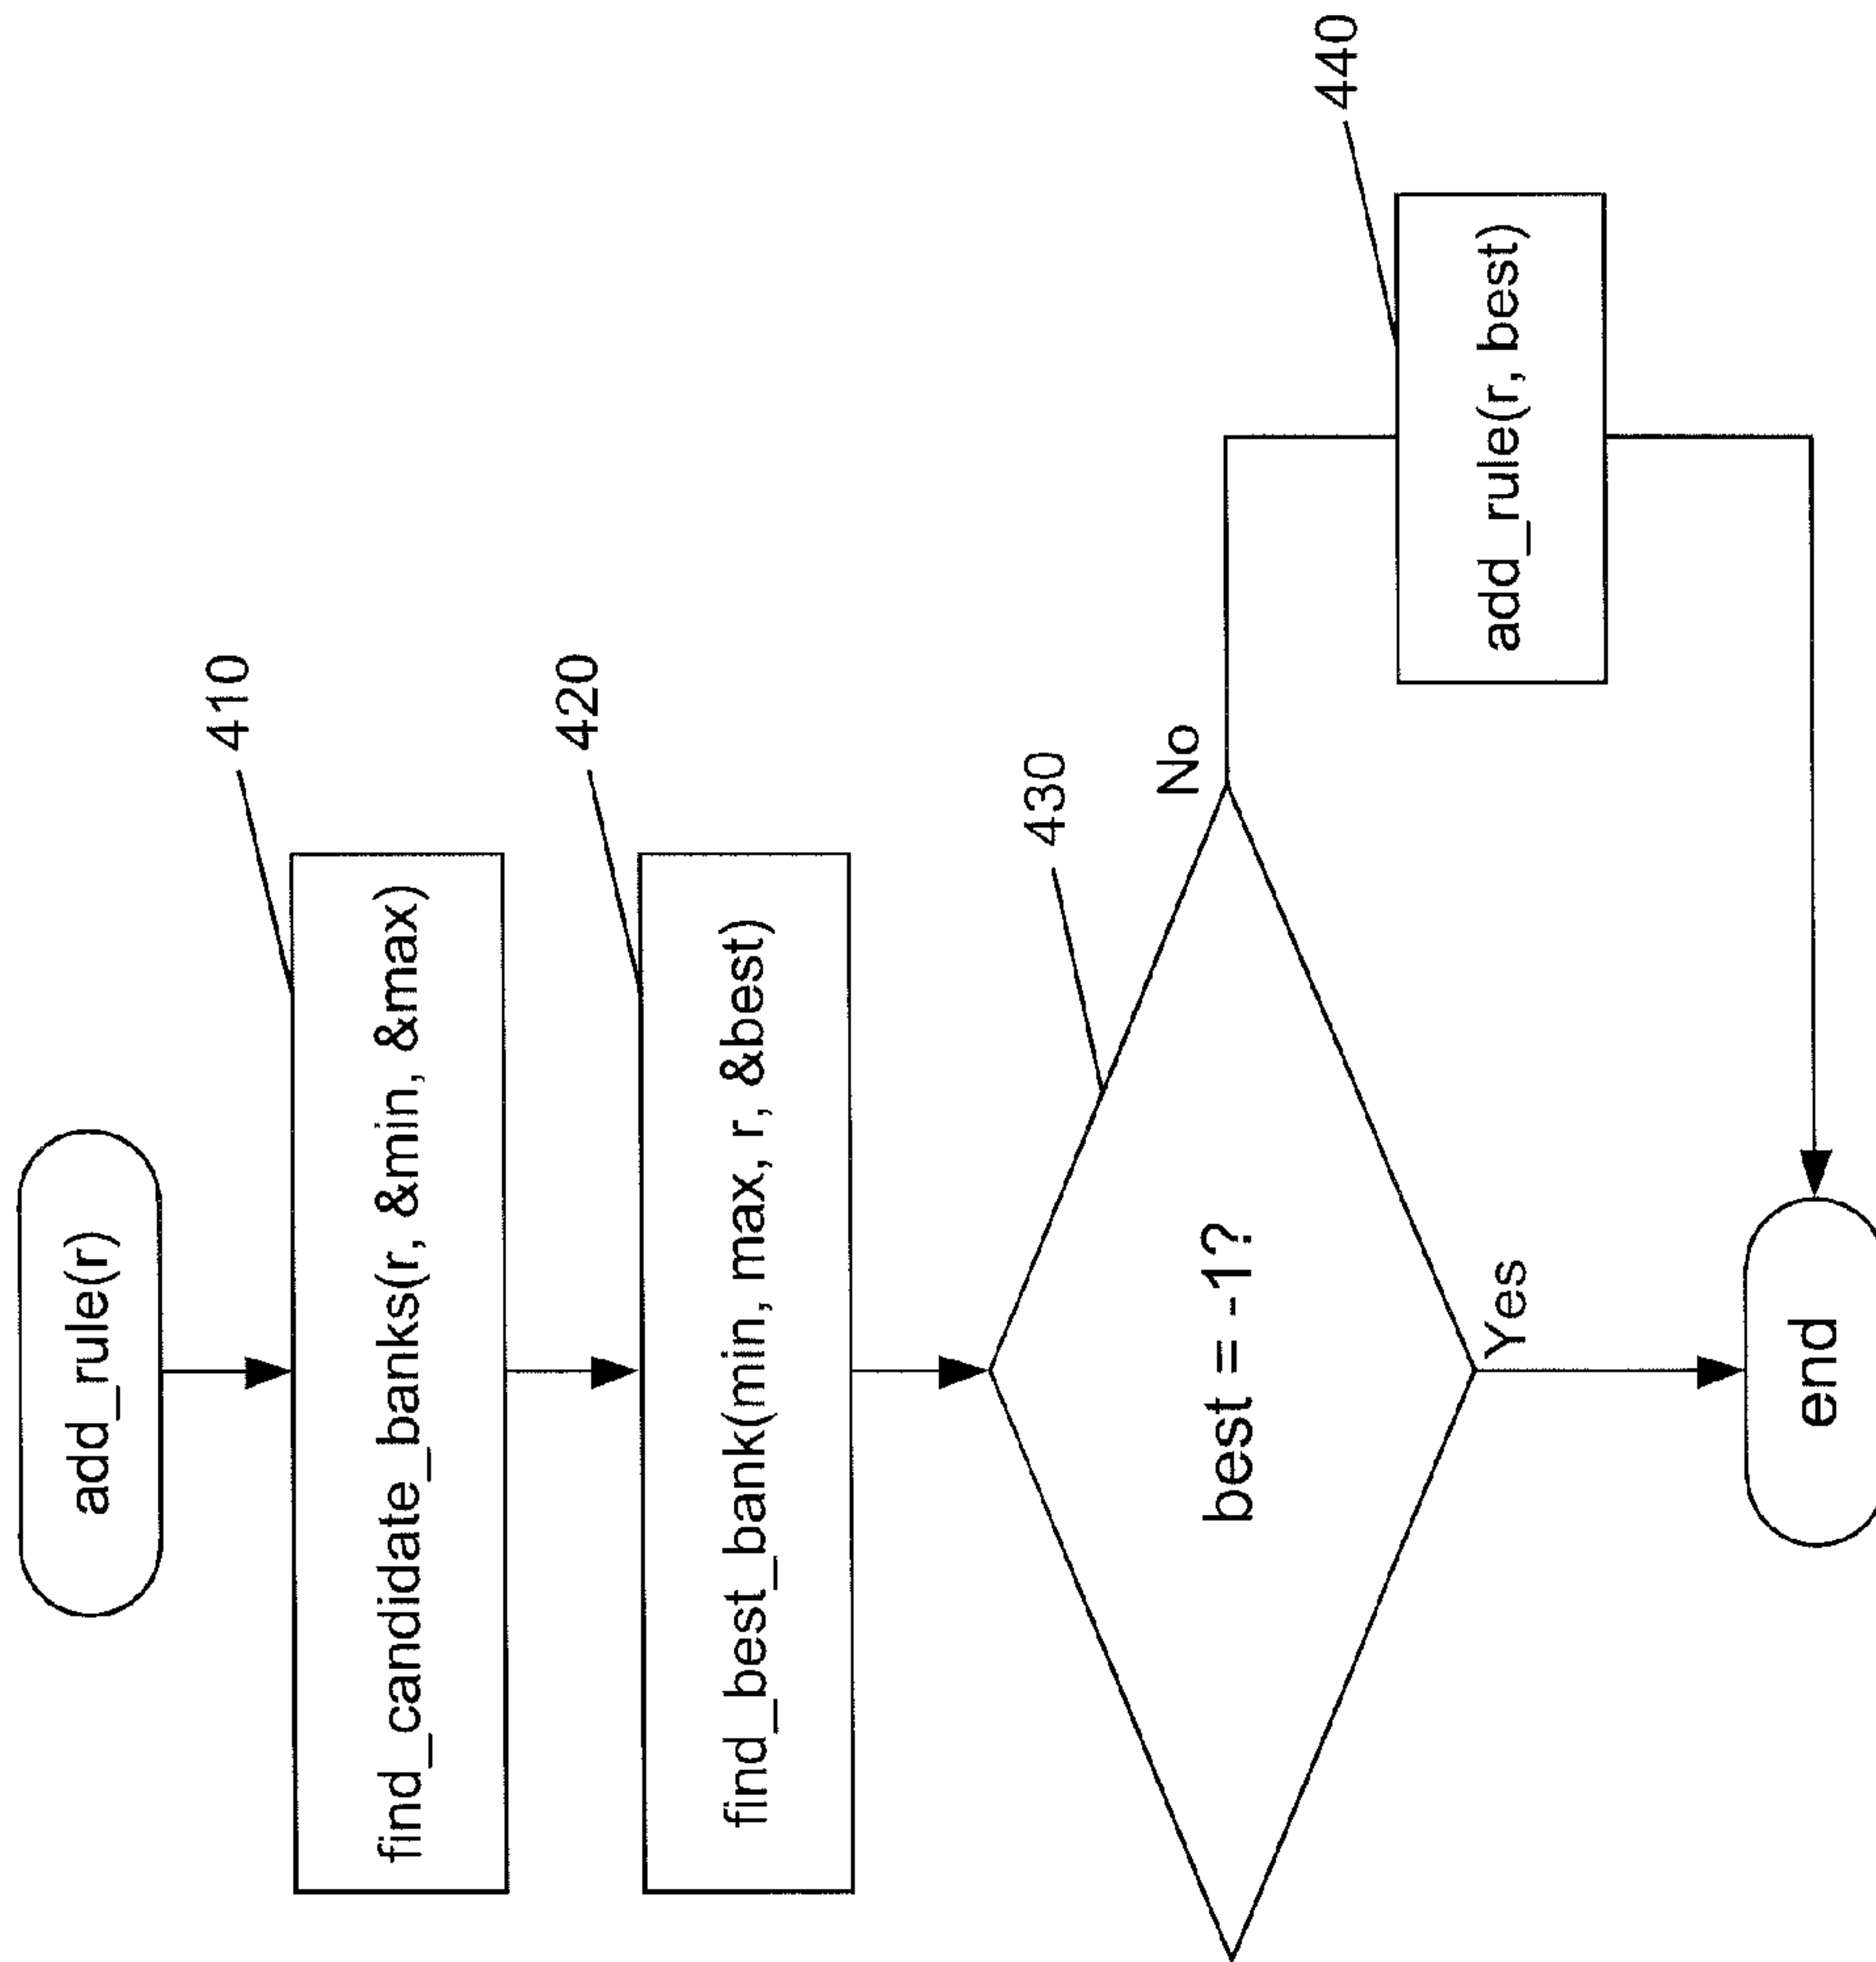 add_rule(r)
410
find_candidate_banks(r, &min, &max)
420
find_best_bank(min, max, r, &best)
430
best = -1?
No
Yes
440
add_rule(r, best)
end